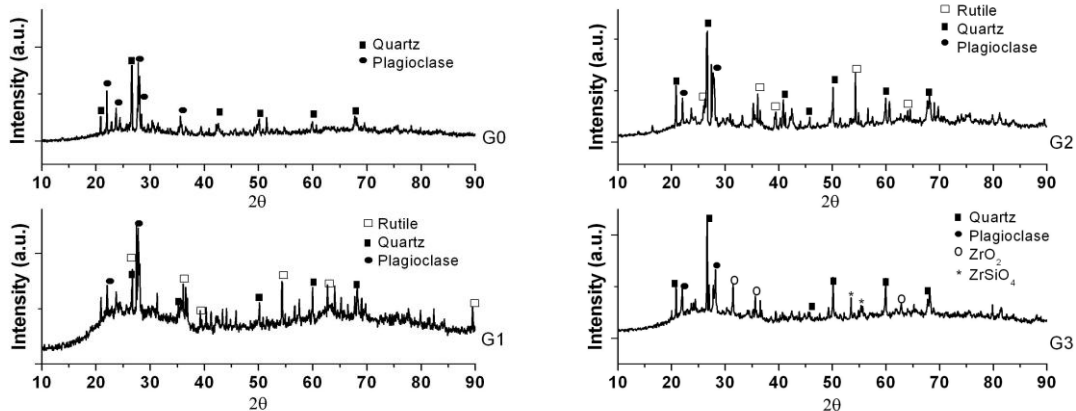 Intensity (a.u.)
■ Quartz
● Plagioclase
G0
10 20 30 40 50 60 70 80 90
2θ
Intensity (a.u.)
□ Rutile
■ Quartz
● Plagioclase
G2
10 20 30 40 50 60 70 80 90
2θ
Intensity (a.u.)
□ Rutile
■ Quartz
● Plagioclase
G1
10 20 30 40 50 60 70 80 90
2θ
Intensity (a.u.)
■ Quartz
● Plagioclase
○ ZrO₂
* ZrSiO₄
G3
10 20 30 40 50 60 70 80 90
2θ